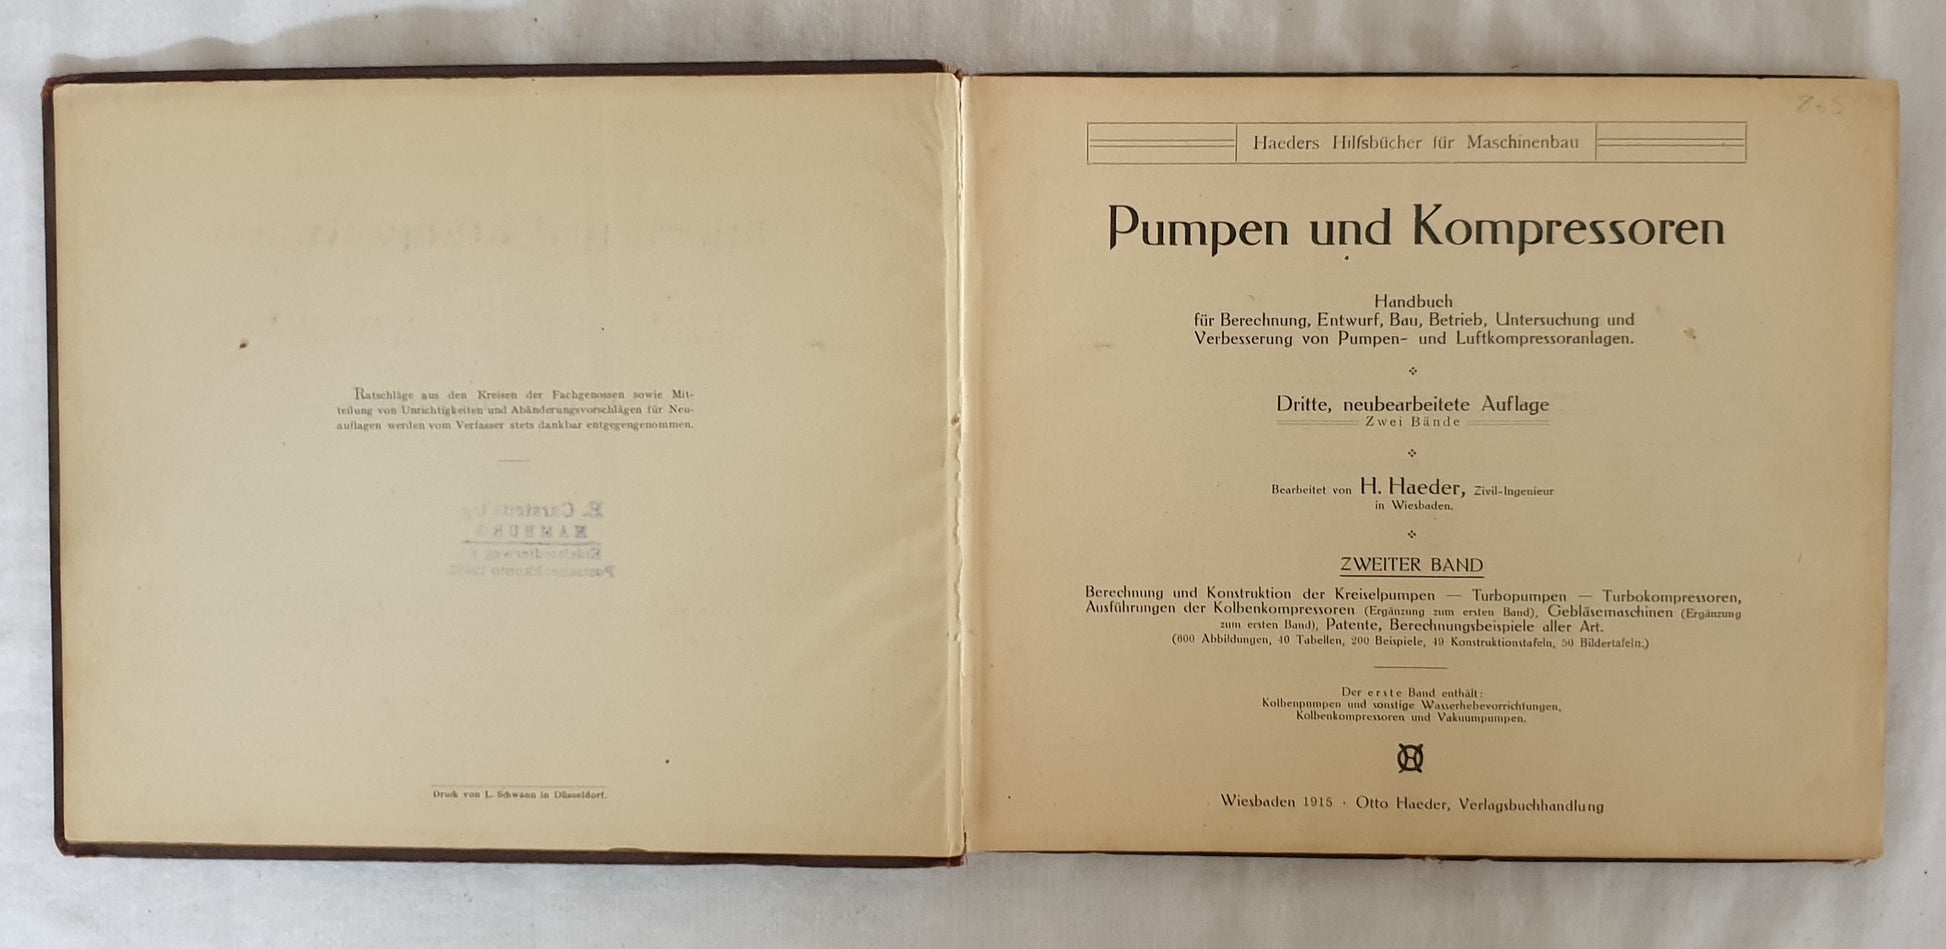 Ratschläge aus den Kreisen der Fachgenossen sowie Mit-
teilung von Unrichtigkeiten und Abänderungsvorschlägen für Neu-
auflagen werden vom Verfasser stets dankbar entgegengenommen.
E. Carstens
HAMBURG
Postscheckkonto
Druck von L. Schwann in Düsseldorf.
865
Haeders Hilfsbücher für Maschinenbau
Pumpen und Kompressoren
Handbuch
für Berechnung, Entwurf, Bau, Betrieb, Untersuchung und
Verbesserung von Pumpen- und Luftkompressoranlagen.
Dritte, neubearbeitete Auflage
Zwei Bände
Bearbeitet von H. Haeder, Zivil-Ingenieur
in Wiesbaden.
ZWEITER BAND
Berechnung und Konstruktion der Kreiselpumpen — Turbopumpen — Turbokompressoren,
Ausführungen der Kolbenkompressoren (Ergänzung zum ersten Band), Gebläsemaschinen (Ergänzung
zum ersten Band), Patente, Berechnungsbeispiele aller Art.
(600 Abbildungen, 40 Tabellen, 200 Beispiele, 49 Konstruktionstafeln, 50 Bildertafeln.)
Der erste Band enthält:
Kolbenpumpen und sonstige Wasserhebevorrichtungen,
Kolbenkompressoren und Vakuumpumpen.
Wiesbaden 1915 · Otto Haeder, Verlagsbuchhandlung